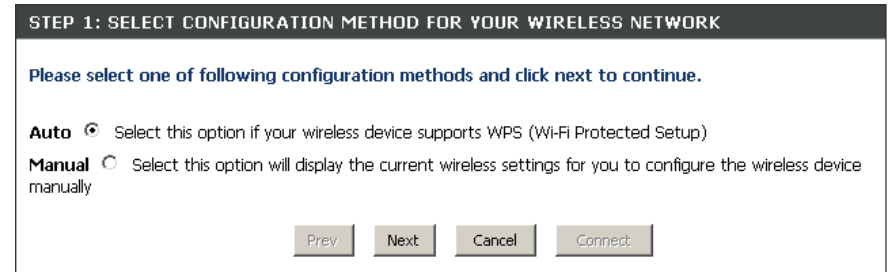 STEP 1: SELECT CONFIGURATION METHOD FOR YOUR WIRELESS NETWORK
Please select one of following configuration methods and click next to continue.
Auto Select this option if your wireless device supports WPS (Wi-Fi Protected Setup)
Manual Select this option will display the current wireless settings for you to configure the wireless device
manually
Prev Next Cancel Connect